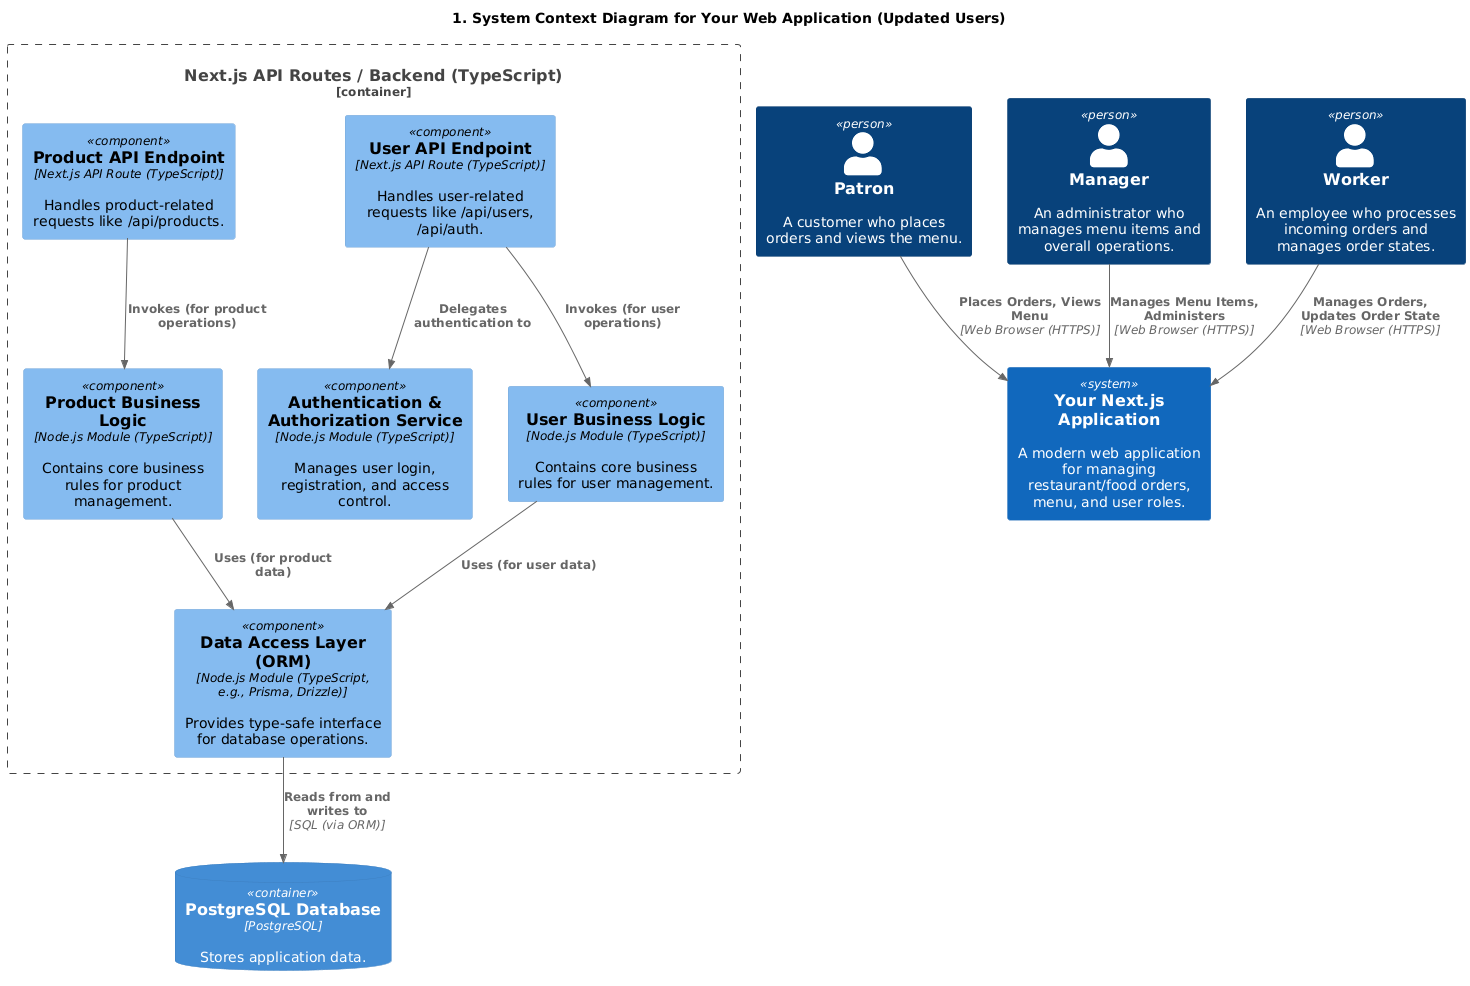 1. System Context Diagram for Your Web Application (Updated Users)
Next.js API Routes / Backend (TypeScript)
[container]
«component»
Product API Endpoint
[Next.js API Route (TypeScript)]
Handles product-related
requests like /api/products.
«component»
User API Endpoint
[Next.js API Route (TypeScript)]
Handles user-related
requests like /api/users,
/api/auth.
«person»
Patron
A customer who places
orders and views the menu.
«person»
Manager
An administrator who
manages menu items and
overall operations.
«person»
Worker
An employee who processes
incoming orders and
manages order states.
Invokes (for product
operations)
Delegates
authentication to
Invokes (for user
operations)
Places Orders, Views
Menu
[Web Browser (HTTPS)]
Manages Menu Items,
Administers
[Web Browser (HTTPS)]
Manages Orders,
Updates Order State
[Web Browser (HTTPS)]
«component»
Product Business
Logic
[Node.js Module (TypeScript)]
Contains core business
rules for product
management.
«component»
Authentication &
Authorization Service
[Node.js Module (TypeScript)]
Manages user login,
registration, and access
control.
«component»
User Business Logic
[Node.js Module (TypeScript)]
Contains core business
rules for user management.
«system»
Your Next.js
Application
A modern web application
for managing
restaurant/food orders,
menu, and user roles.
Uses (for product
data)
Uses (for user data)
«component»
Data Access Layer
(ORM)
[Node.js Module (TypeScript,
e.g., Prisma, Drizzle)]
Provides type-safe interface
for database operations.
Reads from and
writes to
[SQL (via ORM)]
«container»
PostgreSQL Database
[PostgreSQL]
Stores application data.